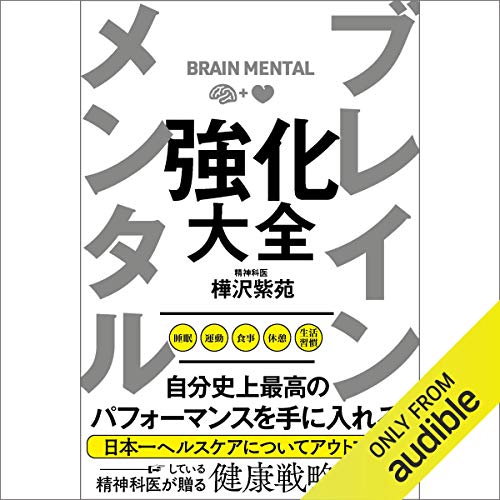 ブレイン
メンタル
BRAIN MENTAL
強化
大全
精神科医
樺沢紫苑
睡眠
運動
食事
休憩
生活
習慣
自分史上最高の
パフォーマンスを手に入れ
日本一ヘルスケアについてアウト
している
精神科医が贈る
健康戦略
ONLY FROM
audible